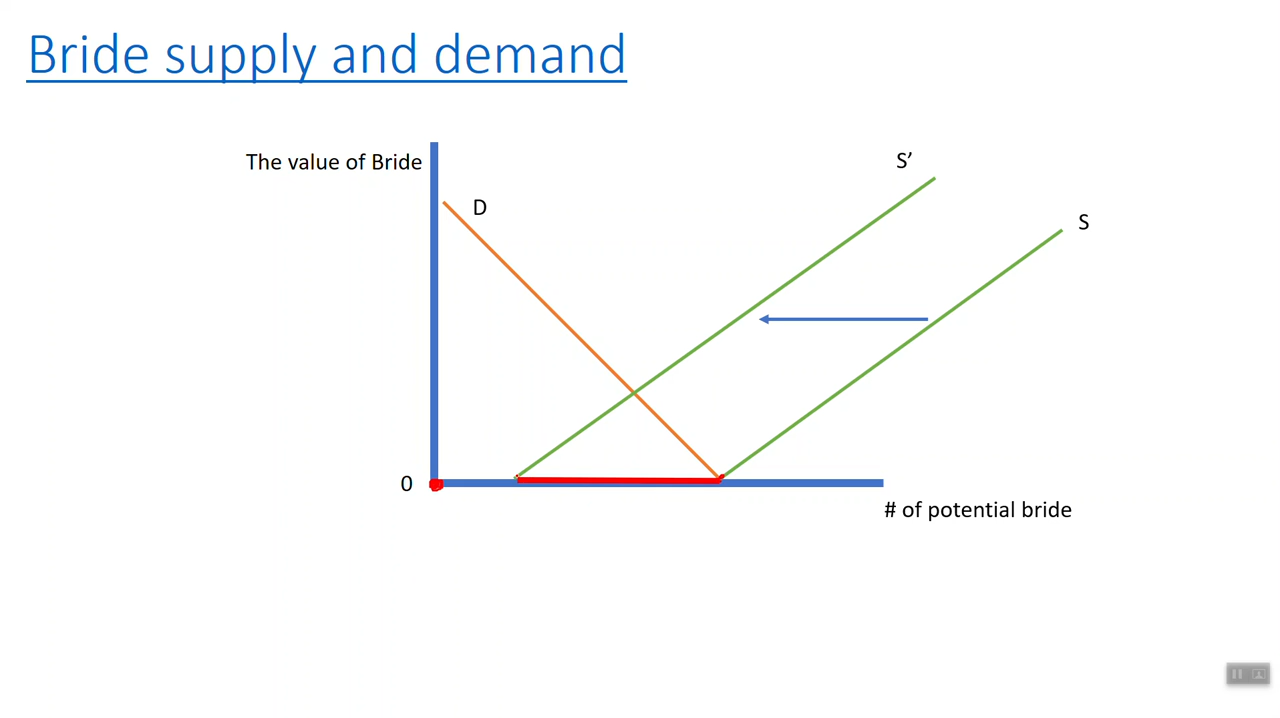 Bride supply and demand
The value of Bride
S’
D
S
0
# of potential bride